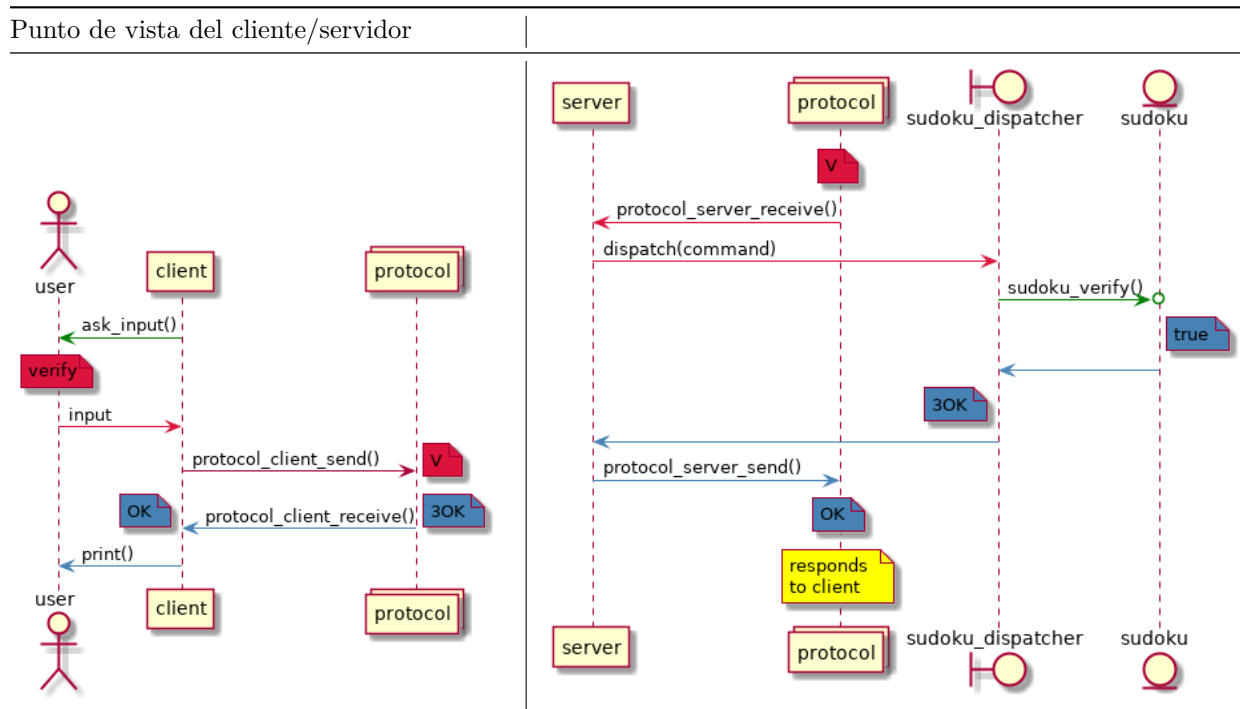 Punto de vista del cliente/servidor
user
client
protocol
ask_input()
verify
input
protocol_client_send()
V
OK
protocol_client_receive()
3OK
print()
user
client
protocol
server
protocol
sudoku_dispatcher
sudoku
V
protocol_server_receive()
dispatch(command)
sudoku_verify()
true
3OK
protocol_server_send()
OK
responds
to client
server
protocol
sudoku_dispatcher
sudoku